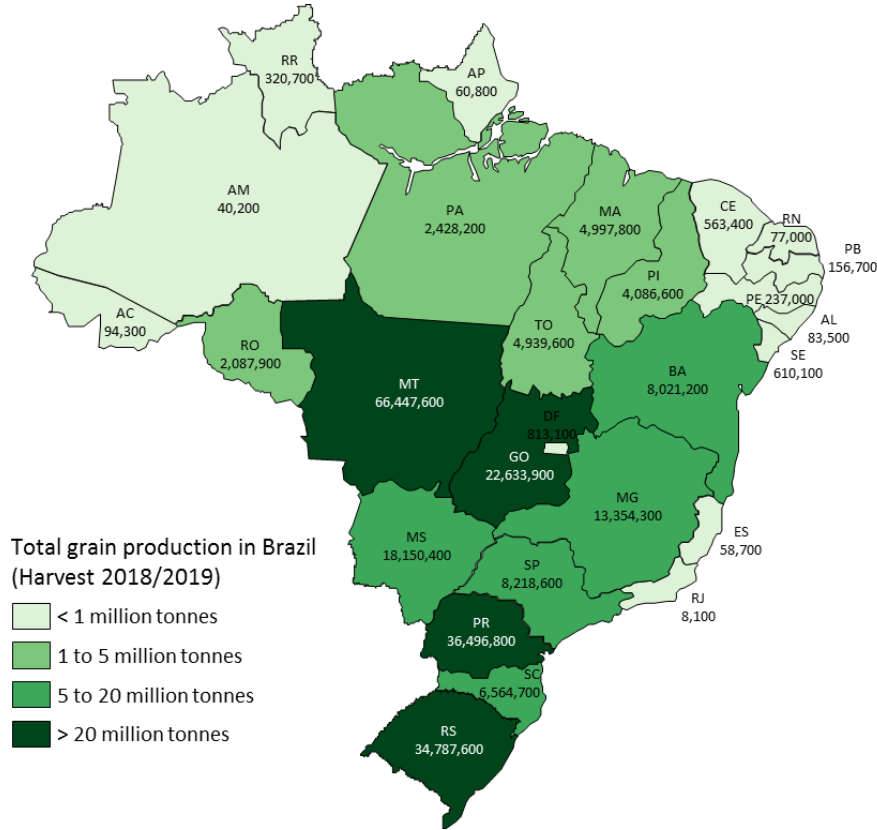 RR
320,700
AP
60,800
AM
40,200
PA
2,428,200
MA
4,997,800
CE
563,400
RN
77,000
PB
156,700
PI
4,086,600
PE 237,000
AL
83,500
SE
610,100
AC
94,300
RO
2,087,900
TO
4,939,600
BA
8,021,200
MT
66,447,600
DF
813,100
GO
22,633,900
MG
13,354,300
ES
58,700
MS
18,150,400
SP
8,218,600
RJ
8,100
PR
36,496,800
SC
6,564,700
RS
34,787,600
Total grain production in Brazil
(Harvest 2018/2019)
< 1 million tonnes
1 to 5 million tonnes
5 to 20 million tonnes
> 20 million tonnes